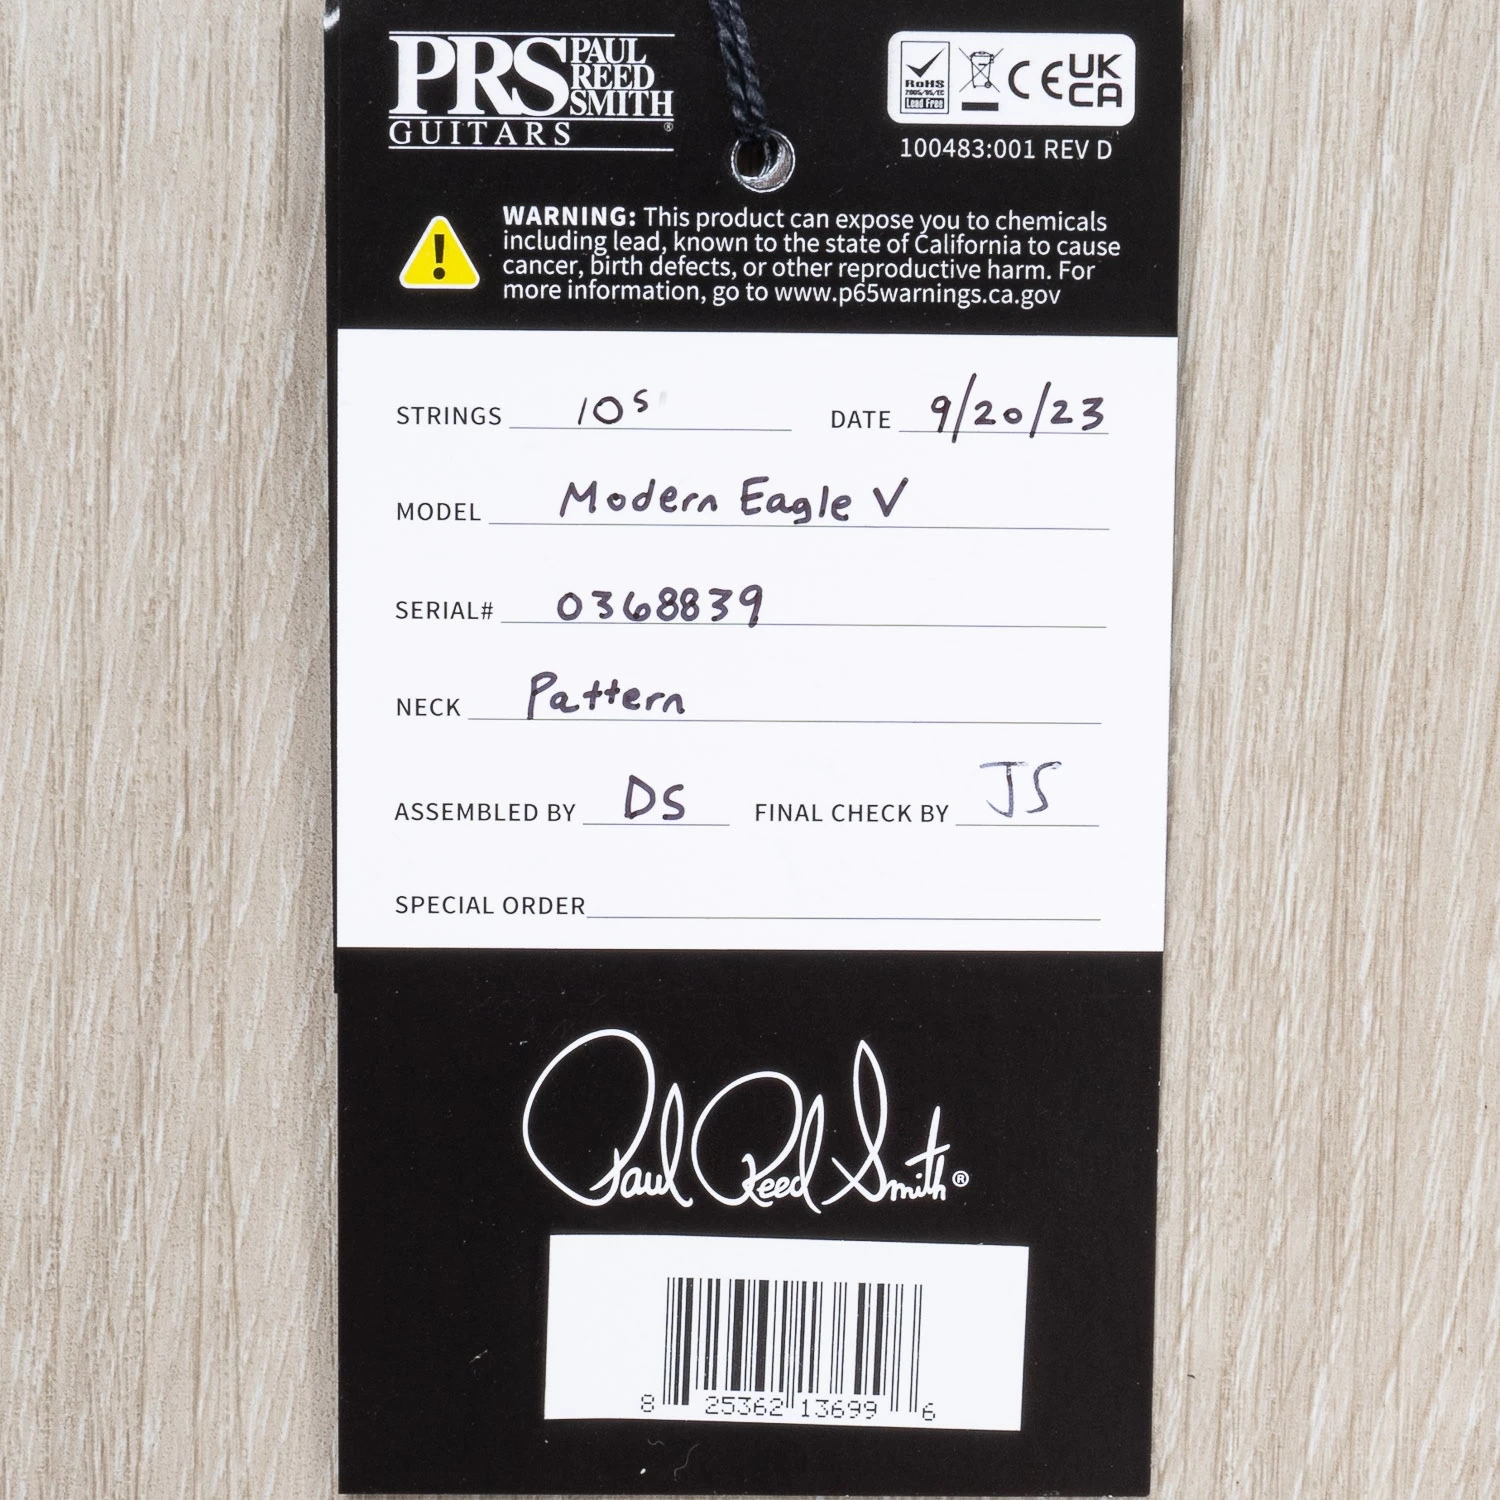 PRS PAUL REED SMITH
GUITARS ®
RoHS
2005/95/EC
Lead Free
CE UK CA
100483:001 REV D
WARNING: This product can expose you to chemicals
including lead, known to the state of California to cause
cancer, birth defects, or other reproductive harm. For
more information, go to www.p65warnings.ca.gov
STRINGS 10s DATE 9/20/23
MODEL Modern Eagle V
SERIAL# 0368839
NECK Pattern
ASSEMBLED BY DS FINAL CHECK BY JS
SPECIAL ORDER
Paul Reed Smith®
8 25362 13699 6